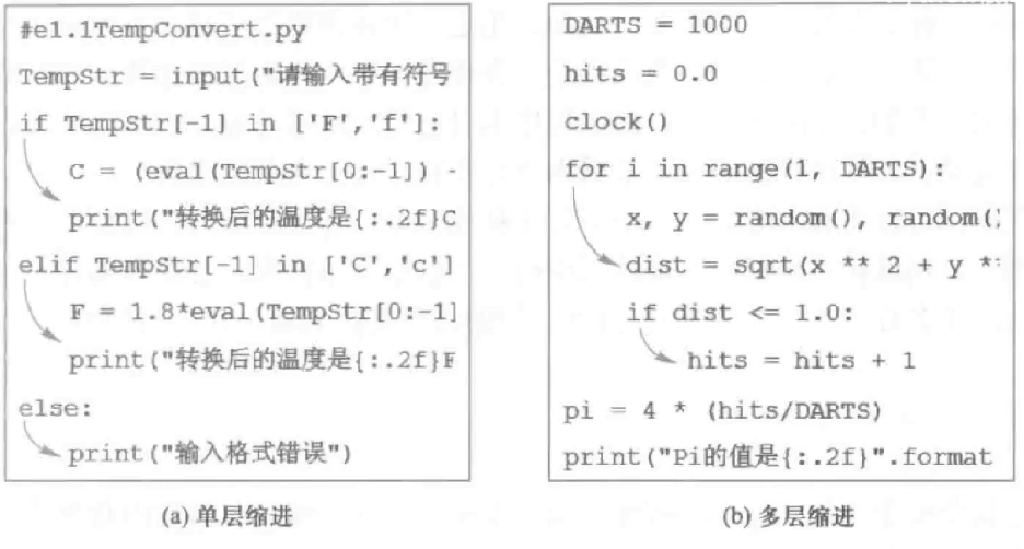 #e1.1TempConvert.py
TempStr = input("请输入带有符号
if TempStr[-1] in ['F','f']:
C = (eval(TempStr[0:-1]) -
print("转换后的温度是{:.2f}C
elif TempStr[-1] in ['C','c']
F = 1.8*eval(TempStr[0:-1]
print("转换后的温度是{:.2f}F
else:
print("输入格式错误")
(a) 单层缩进
DARTS = 1000
hits = 0.0
clock()
for i in range(1, DARTS):
x, y = random(), random()
dist = sqrt(x ** 2 + y **
if dist <= 1.0:
hits = hits + 1
pi = 4 * (hits/DARTS)
print("Pi的值是{:.2f}".format
(b) 多层缩进